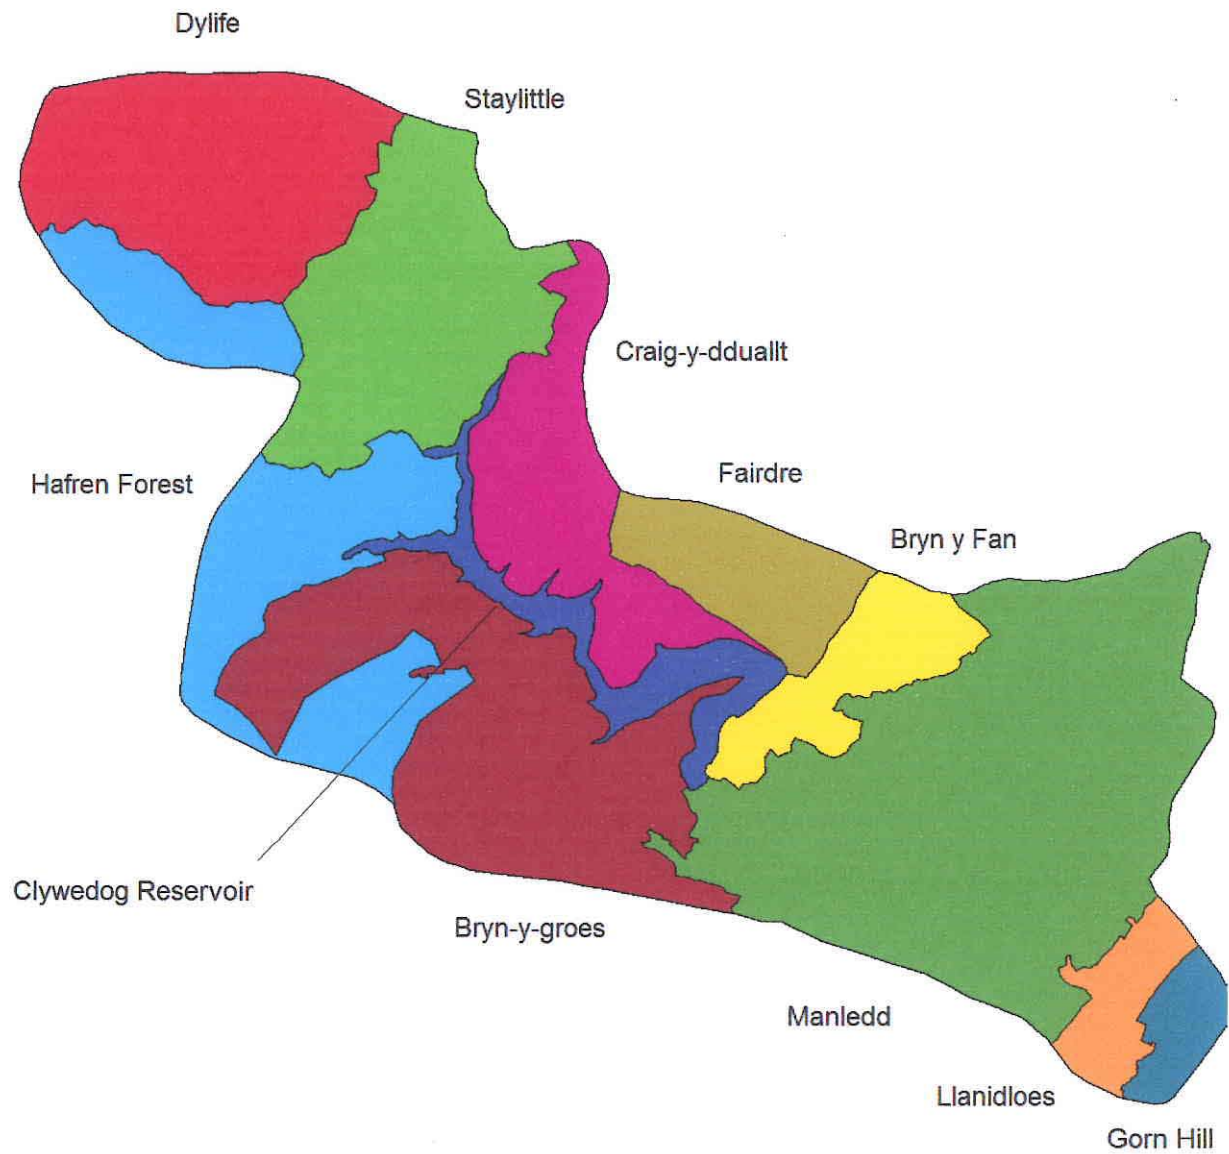 Dylife
Staylittle
Craig-y-dduallt
Hafren Forest
Fairdre
Bryn y Fan
Clywedog Reservoir
Bryn-y-groes
Manledd
Llanidloes
Gorn Hill